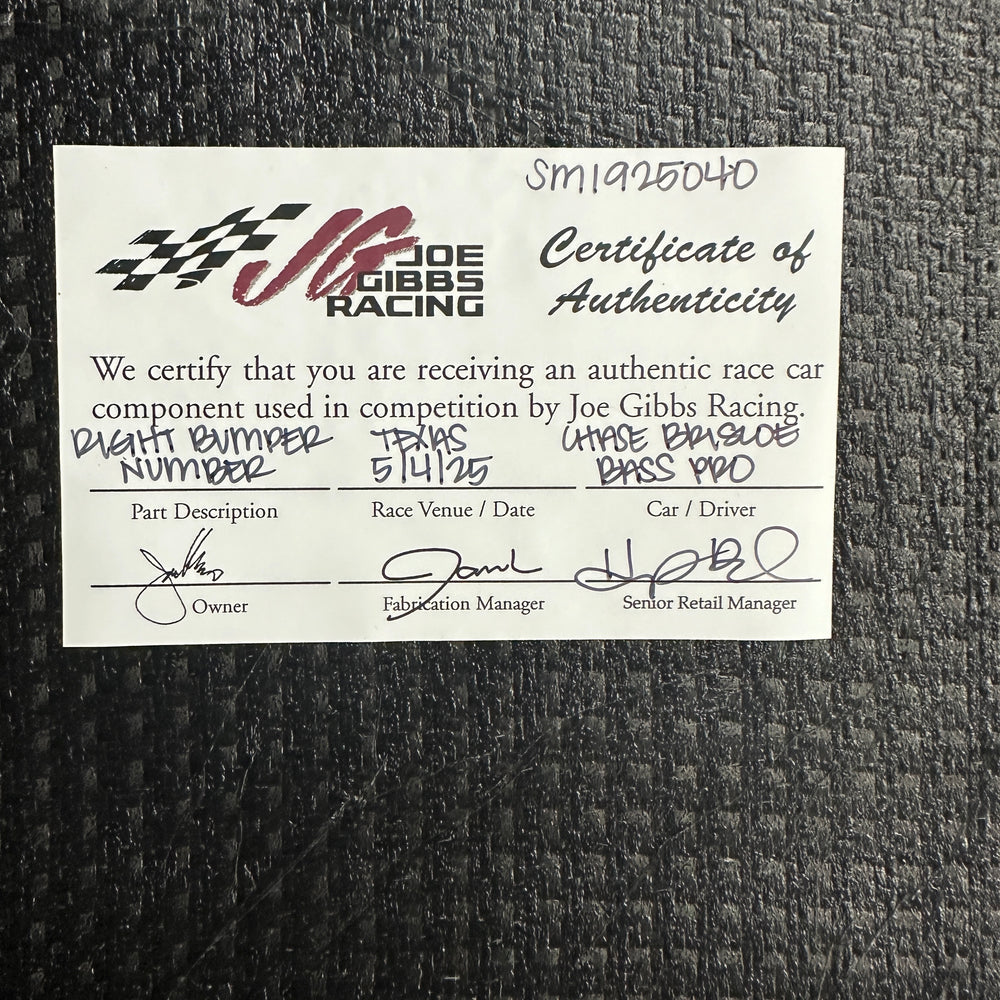 SM1925040
JG JOE
GIBBS
RACING
Certificate of
Authenticity
We certify that you are receiving an authentic race car
component used in competition by Joe Gibbs Racing.
RIGHT BUMPER
NUMBER
Part Description
TEXAS
5/4/25
Race Venue / Date
CHASE BRISCOE
BASS PRO
Car / Driver
Owner
Fabrication Manager
Senior Retail Manager